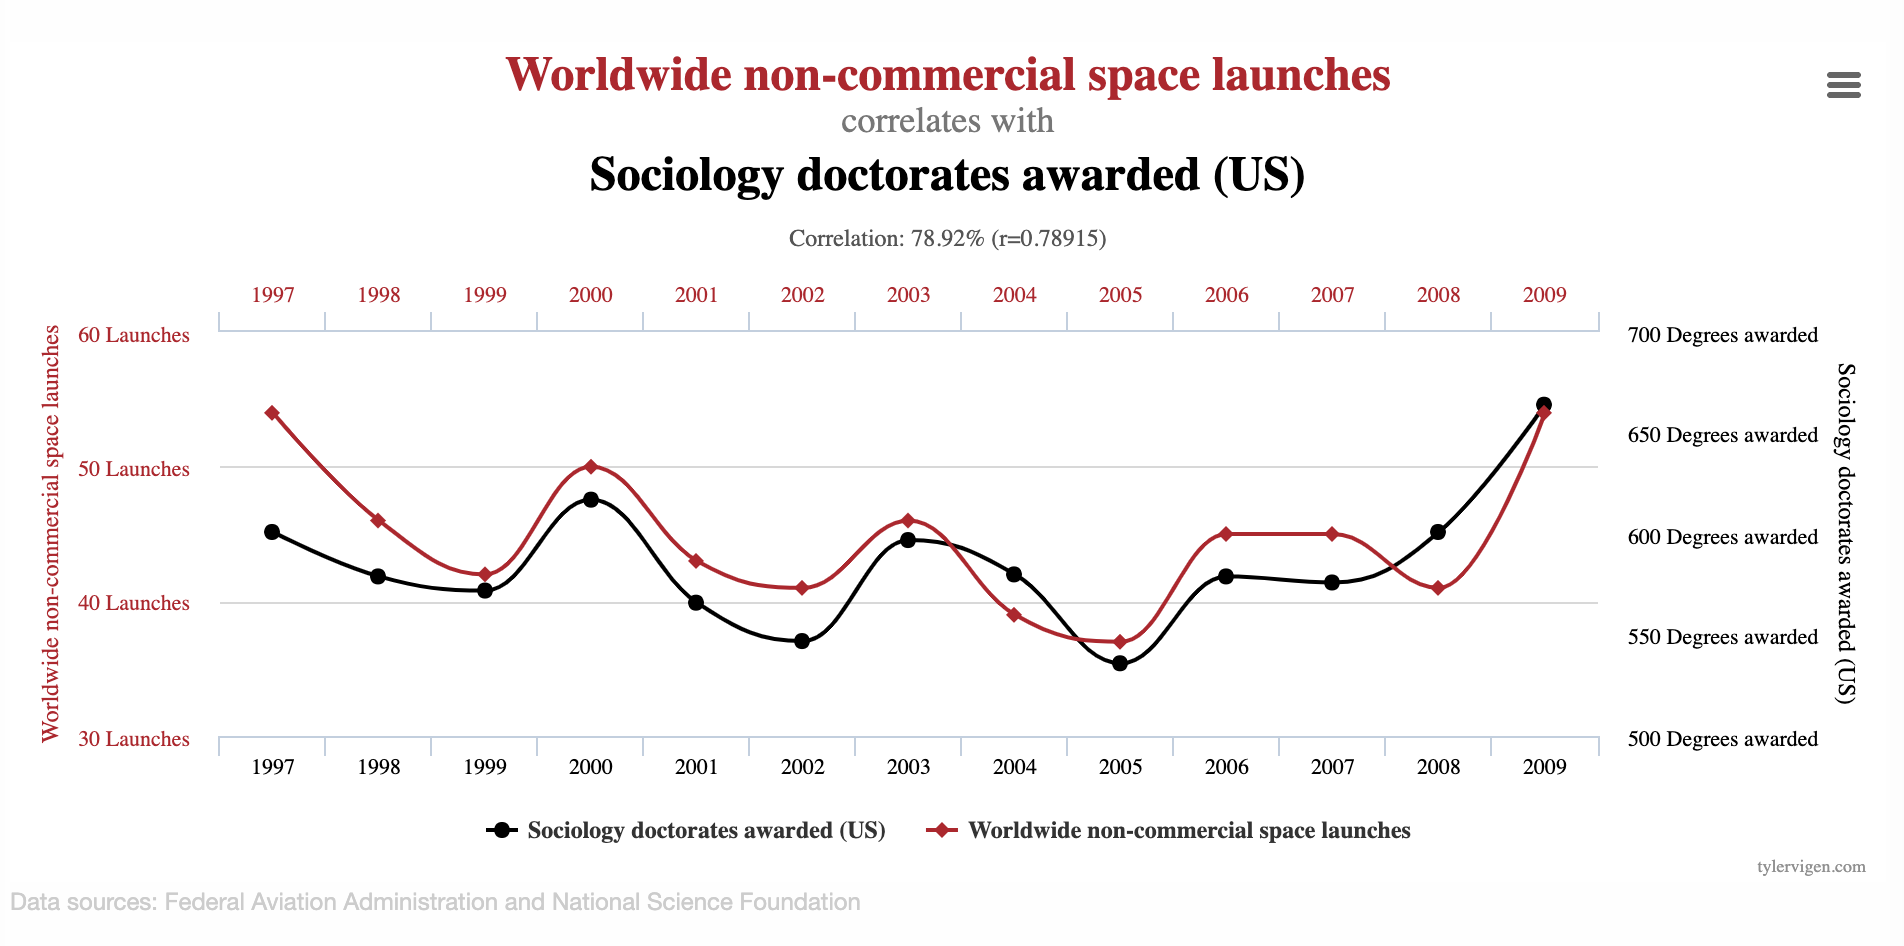 Worldwide non-commercial space launches
correlates with
Sociology doctorates awarded (US)
Correlation: 78.92% (r=0.78915)
1997 1998 1999 2000 2001 2002 2003 2004 2005 2006 2007 2008 2009
Worldwide non-commercial space launches
60 Launches
50 Launches
40 Launches
30 Launches
700 Degrees awarded
650 Degrees awarded
600 Degrees awarded
550 Degrees awarded
500 Degrees awarded
Sociology doctorates awarded (US)
1997 1998 1999 2000 2001 2002 2003 2004 2005 2006 2007 2008 2009
Sociology doctorates awarded (US) Worldwide non-commercial space launches
tylervigen.com
Data sources: Federal Aviation Administration and National Science Foundation